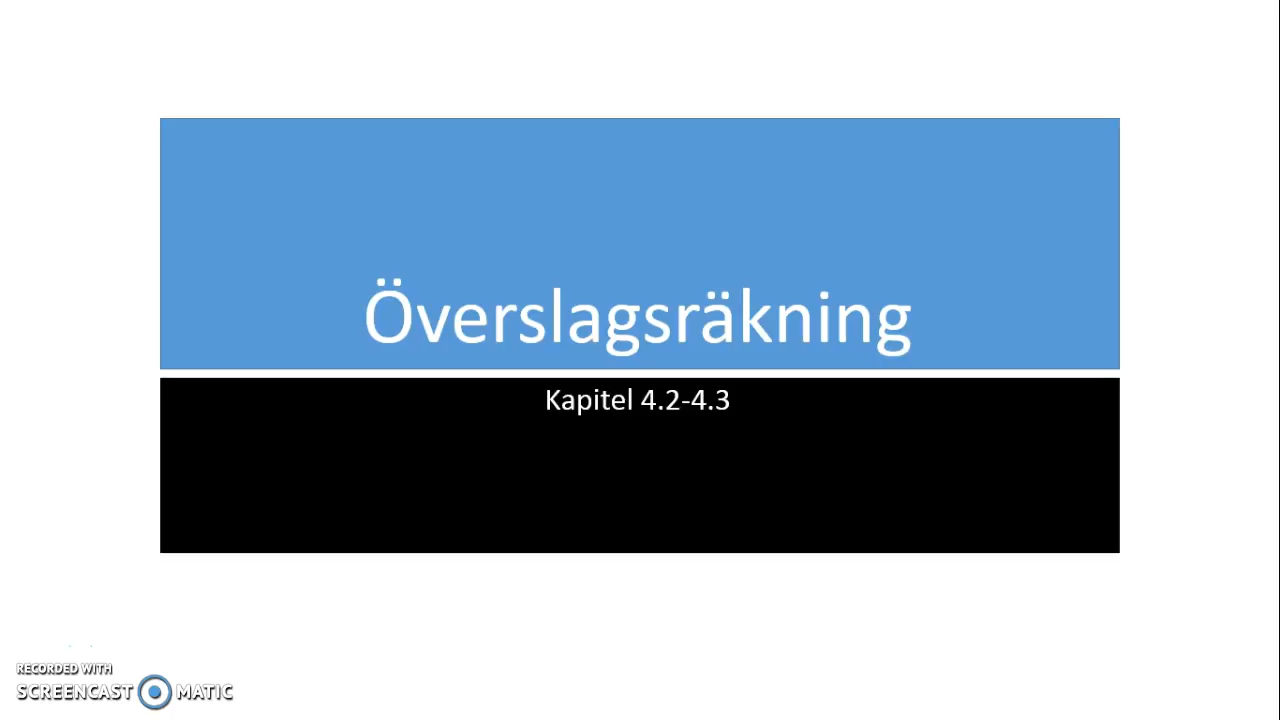 Överslagsräkning
Kapitel 4.2-4.3
RECORDED WITH
SCREENCAST MATIC